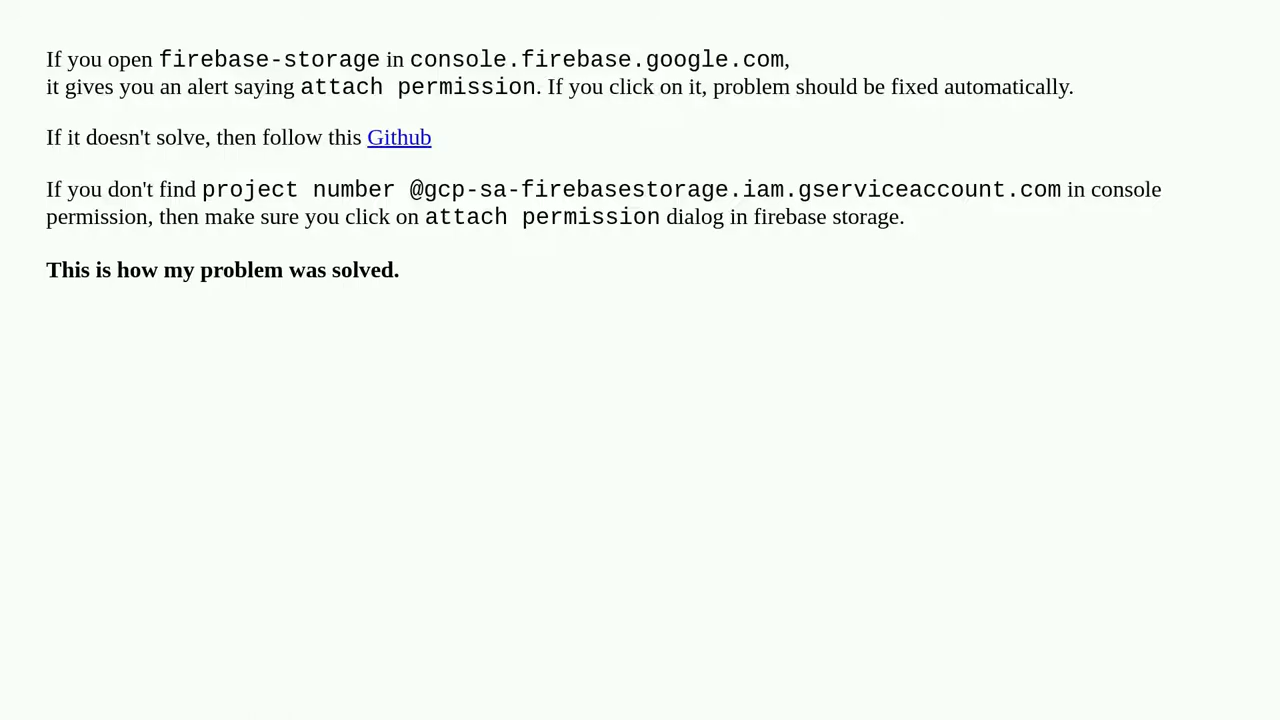 If you open firebase-storage in console.firebase.google.com,
it gives you an alert saying attach permission. If you click on it, problem should be fixed automatically.
If it doesn't solve, then follow this Github
If you don't find project number @gcp-sa-firebasestorage.iam.gserviceaccount.com in console
permission, then make sure you click on attach permission dialog in firebase storage.
This is how my problem was solved.